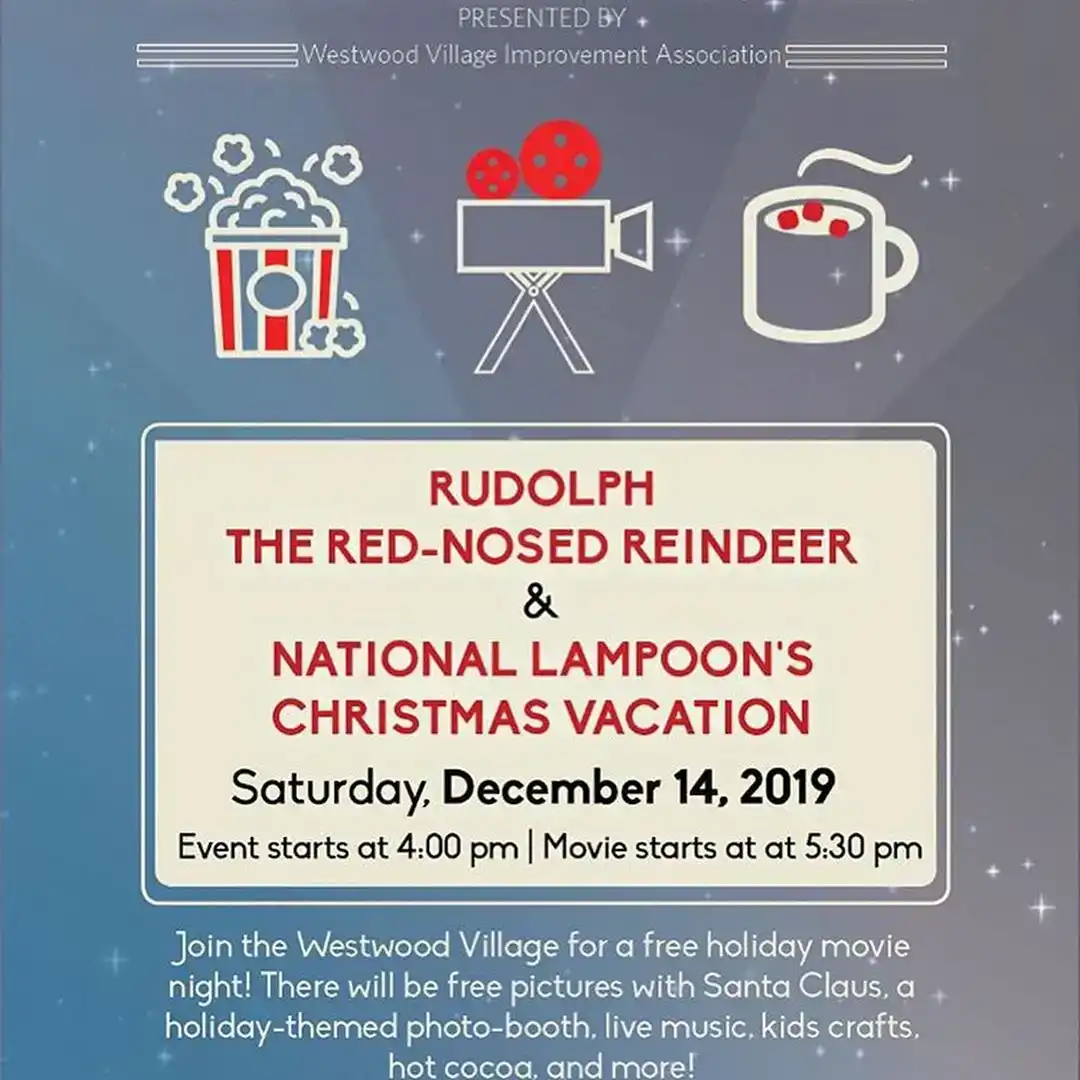 PRESENTED BY
Westwood Village Improvement Association
RUDOLPH
THE RED-NOSED REINDEER
&
NATIONAL LAMPOON'S
CHRISTMAS VACATION
Saturday, December 14, 2019
Event starts at 4:00 pm | Movie starts at at 5:30 pm
Join the Westwood Village for a free holiday movie
night! There will be free pictures with Santa Claus, a
holiday-themed photo-booth, live music, kids crafts,
hot cocoa, and more!